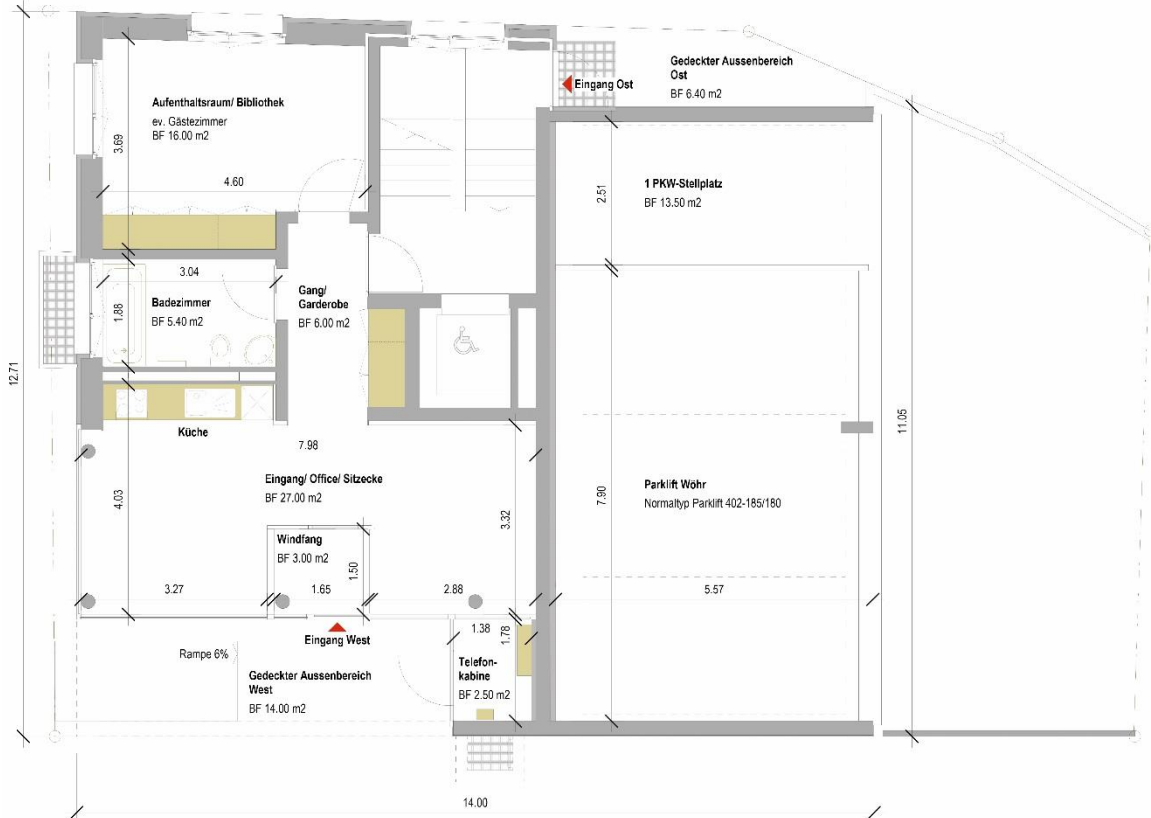 Gedeckter Aussenbereich
Ost
BF 6.40 m2
Eingang Ost
Aufenthaltsraum/ Bibliothek
ev. Gästezimmer
BF 16.00 m2
3.69
4.60
2.51
1 PKW-Stellplatz
BF 13.50 m2
3.04
Badezimmer
BF 5.40 m2
1.88
Gang/
Garderobe
BF 6.00 m2
12.71
11.05
Küche
7.98
Eingang/ Office/ Sitzecke
BF 27.00 m2
4.03
3.32
7.90
Parklift Wöhr
Normaltyp Parklift 402-185/180
Windfang
BF 3.00 m2
1.50
3.27
1.65
2.88
5.57
Eingang West
1.38
1.78
Rampe 6%
Gedeckter Aussenbereich
West
BF 14.00 m2
Telefon-
kabine
BF 2.50 m2
14.00